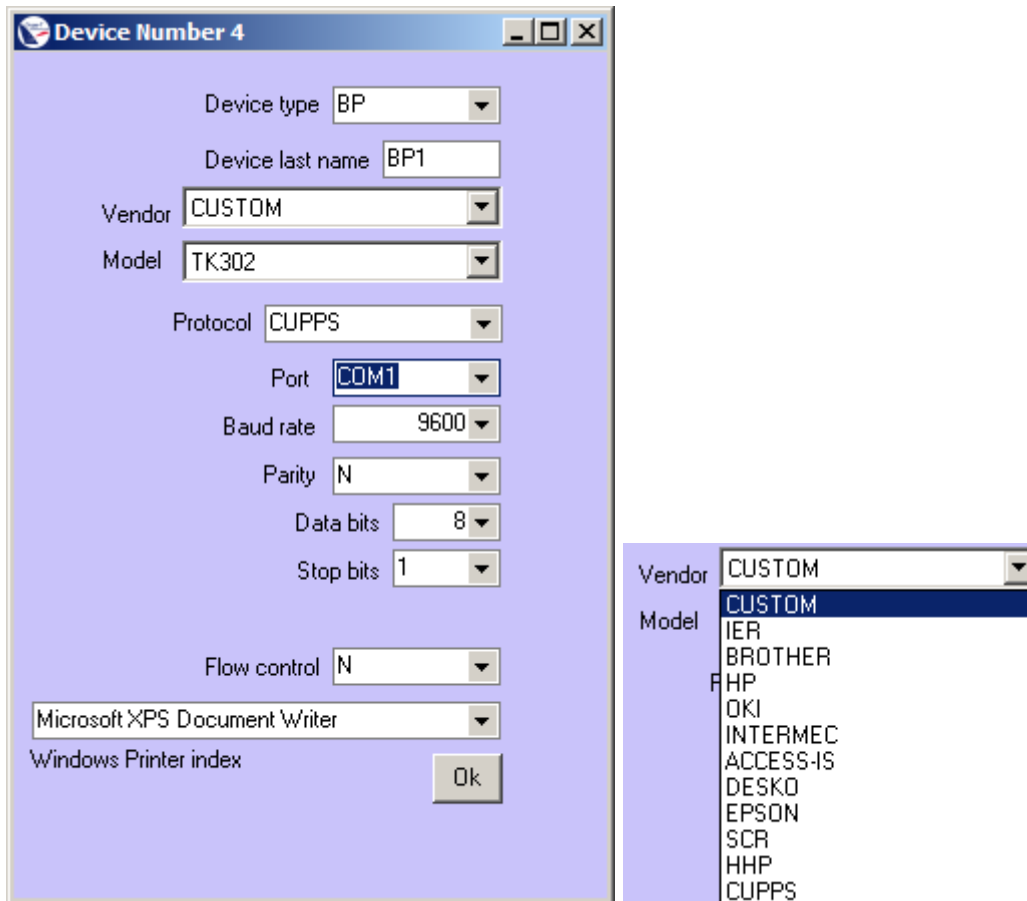 Device Number 4
Device type BP
Device last name BP1
Vendor CUSTOM
Model TK302
Protocol CUPPS
Port COM1
Baud rate 9600
Parity N
Data bits 8
Stop bits 1
Flow control N
Microsoft XPS Document Writer
Windows Printer index
Ok
Vendor CUSTOM
Model
CUSTOM
IER
BROTHER
HP
OKI
INTERMEC
ACCESS-IS
DESKO
EPSON
SCR
HHP
CUPPS